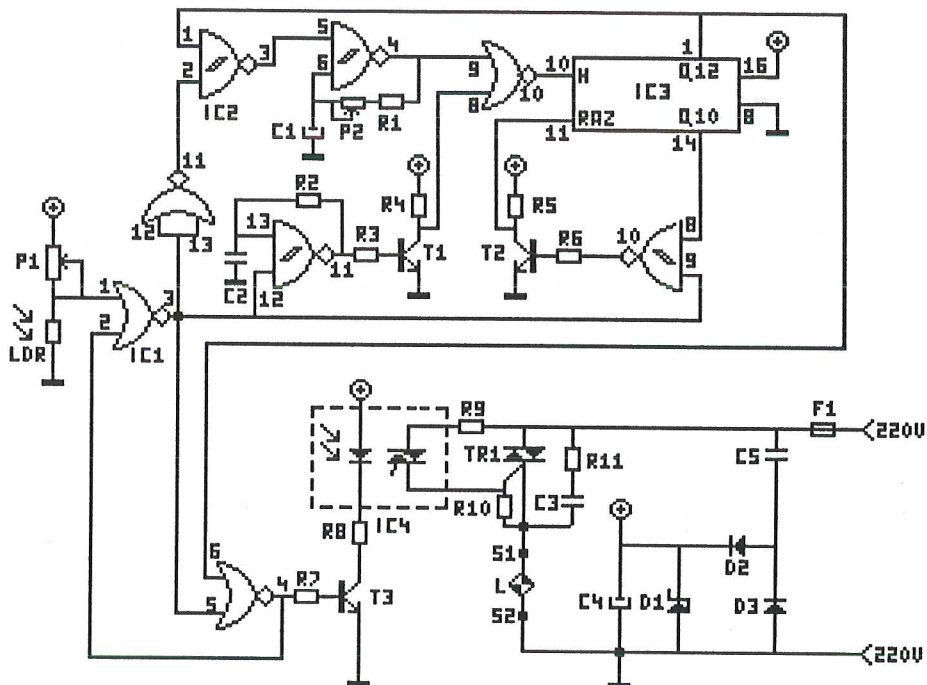 1
5
4
1
16
1
3
9
10
H
Q12
2
6
8
10
IC3
IC2
RAZ
Q10
8
C1
P2
R1
11
14
11
R2
R4
R5
8
12
13
13
R3
T1
T2
R6
10
9
P1
11
1
3
C2
12
2
LDR
IC1
R9
F1
220V
TR1
R11
C5
R10
C3
IC4
R8
S1
D2
6
L
4
R7
T3
C4
D1
D3
5
S2
220V